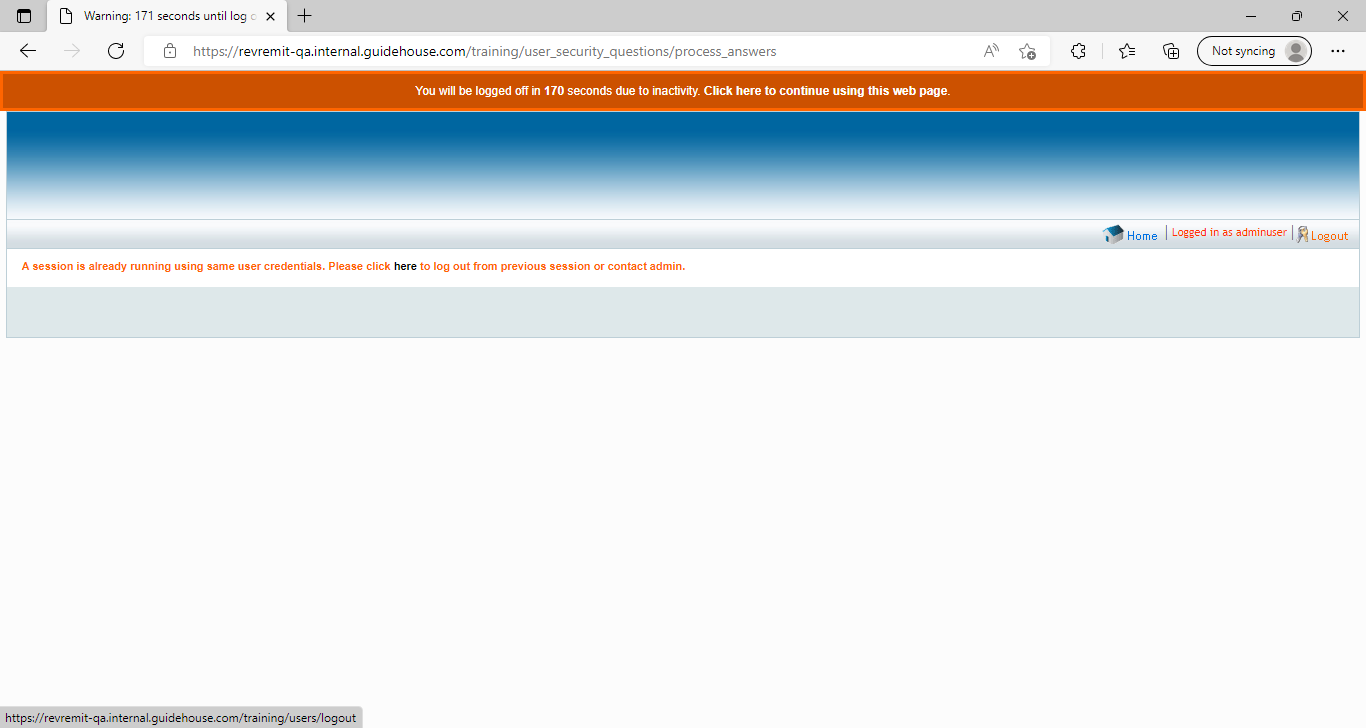 Warning: 171 seconds until log o
https://revremit-qa.internal.guidehouse.com/training/user_security_questions/process_answers
Not syncing
You will be logged off in 170 seconds due to inactivity. Click here to continue using this web page.
Home
Logged in as adminuser
Logout
A session is already running using same user credentials. Please click here to log out from previous session or contact admin.
https://revremit-qa.internal.guidehouse.com/training/users/logout